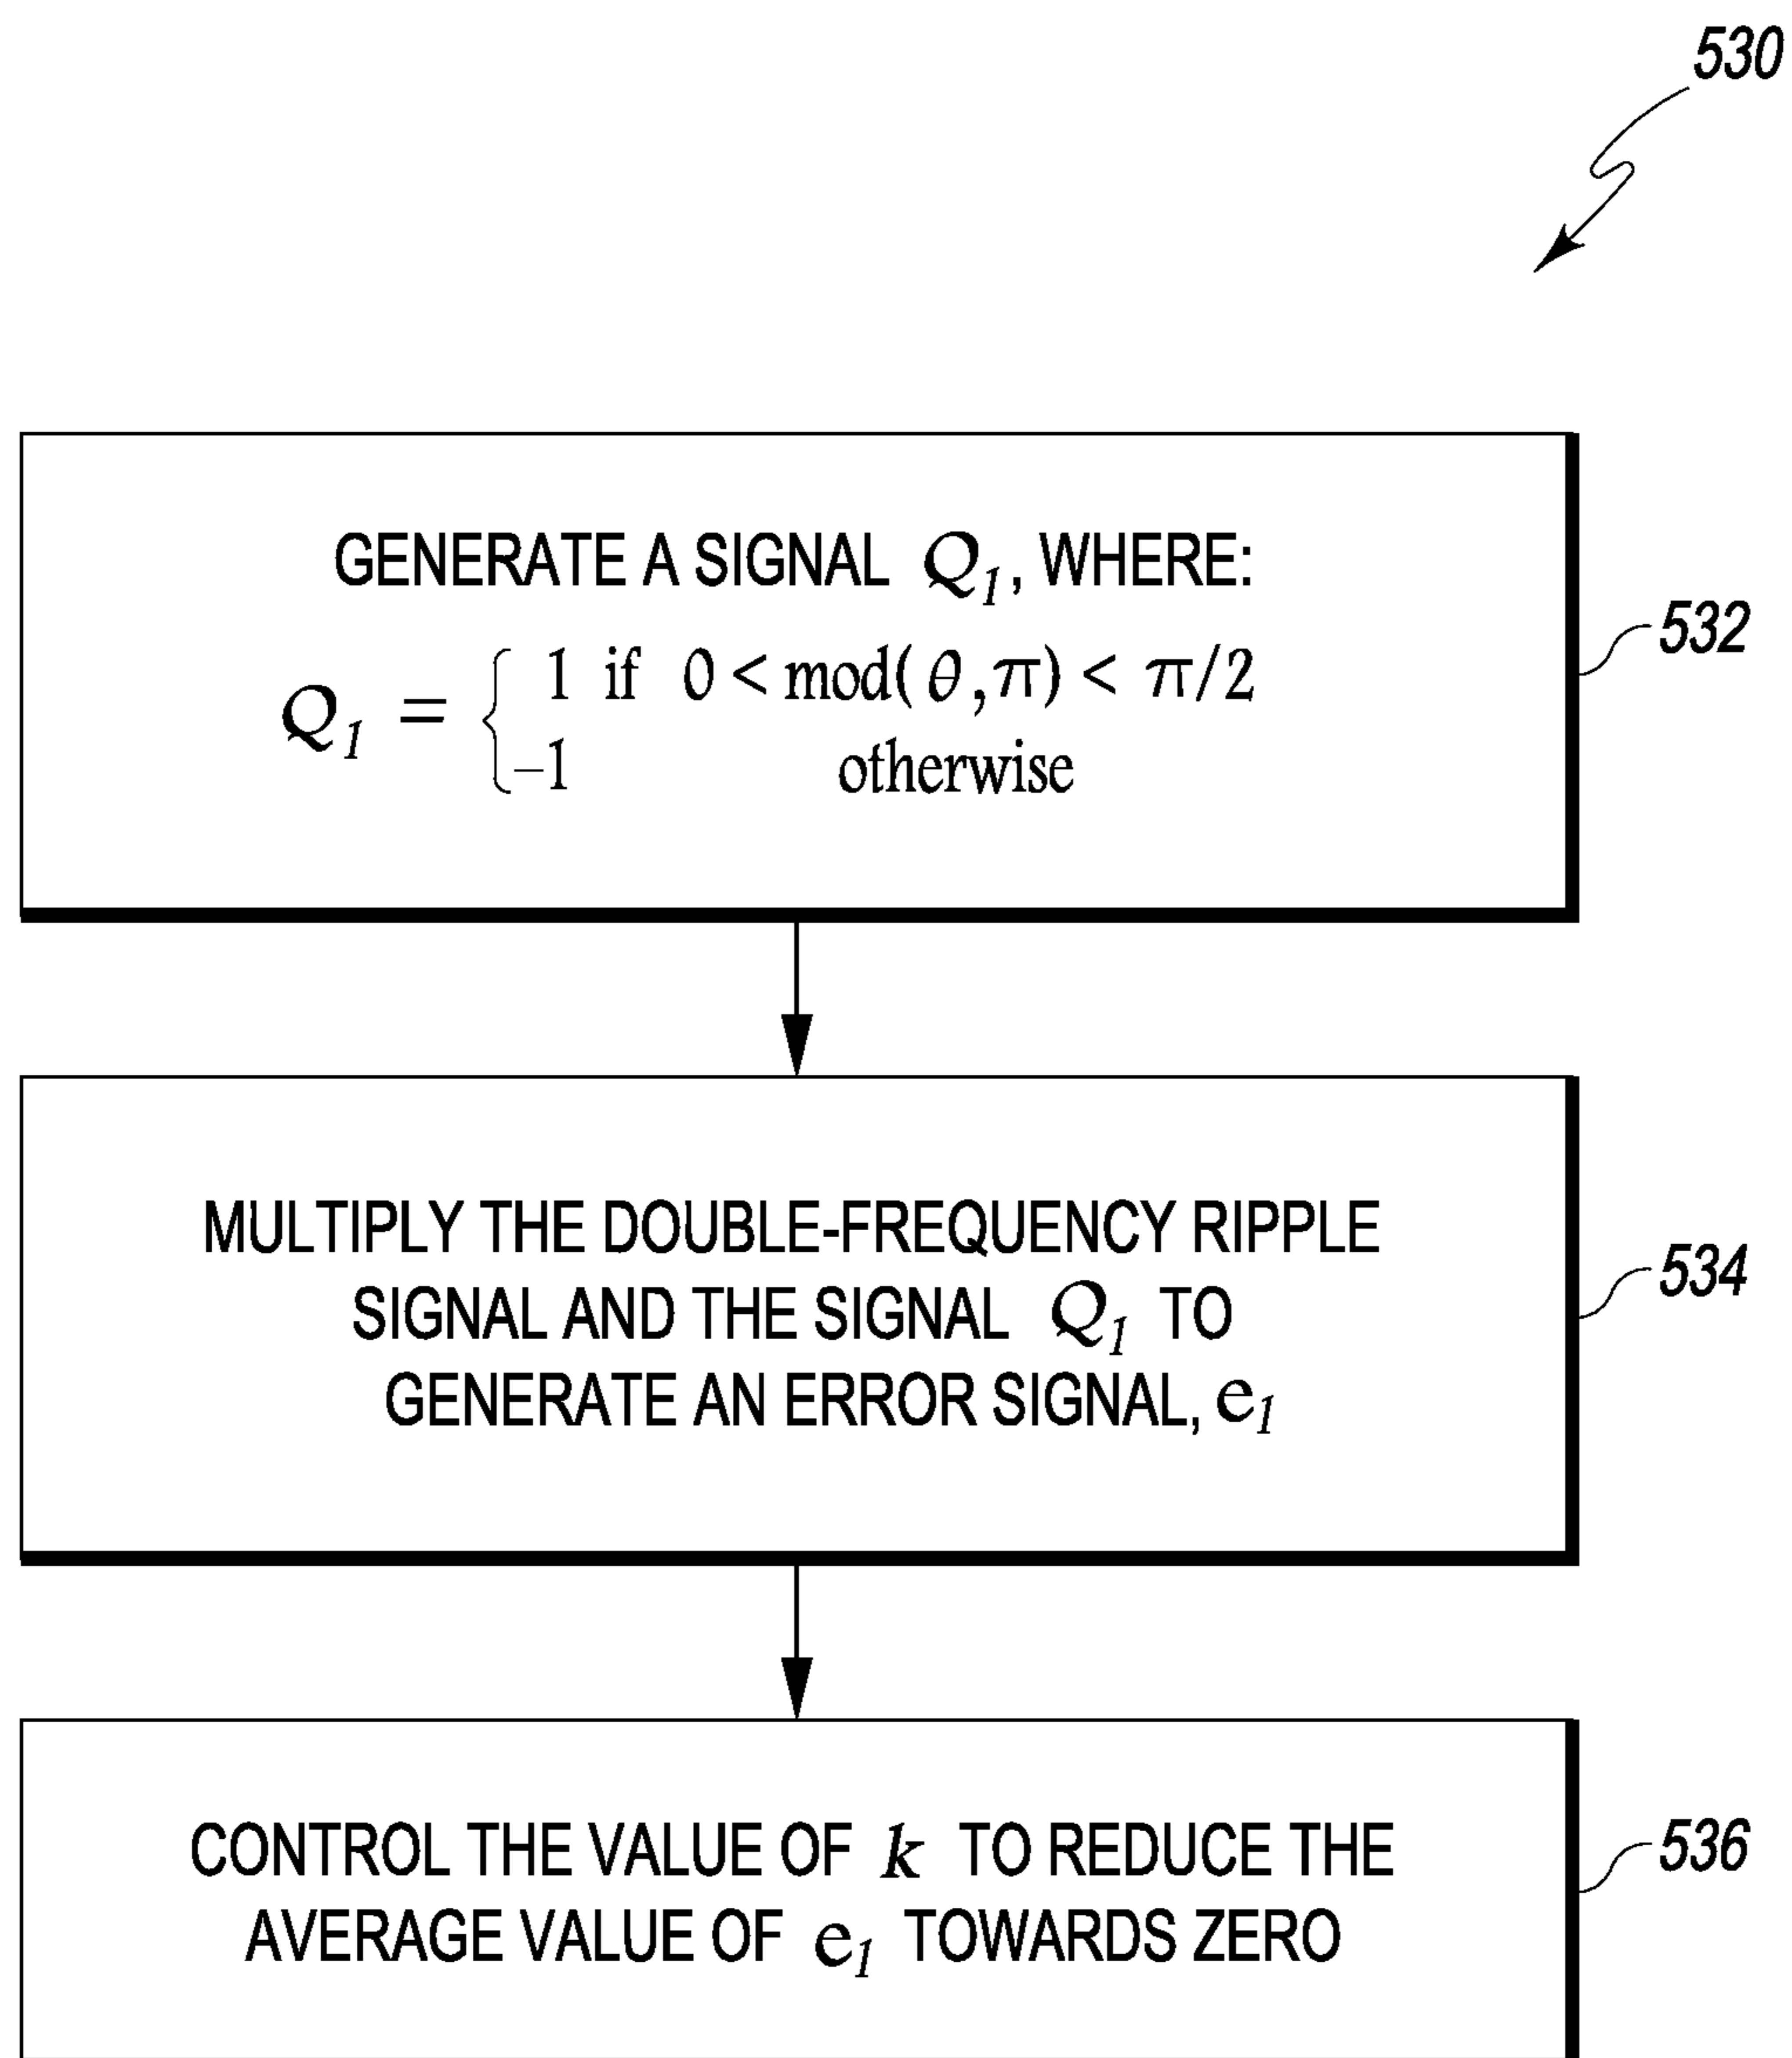 530
GENERATE A SIGNAL Q₁, WHERE:
Q₁ = { 1 if 0 < mod(θ,π) < π/2
–1 otherwise
532
MULTIPLY THE DOUBLE-FREQUENCY RIPPLE
SIGNAL AND THE SIGNAL Q₁ TO
GENERATE AN ERROR SIGNAL, e₁
534
CONTROL THE VALUE OF k TO REDUCE THE
AVERAGE VALUE OF e₁ TOWARDS ZERO
536